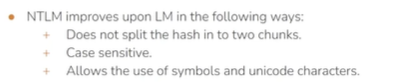 • NTLM improves upon LM in the following ways:
+ Does not split the hash in to two chunks.
+ Case sensitive.
+ Allows the use of symbols and unicode characters.